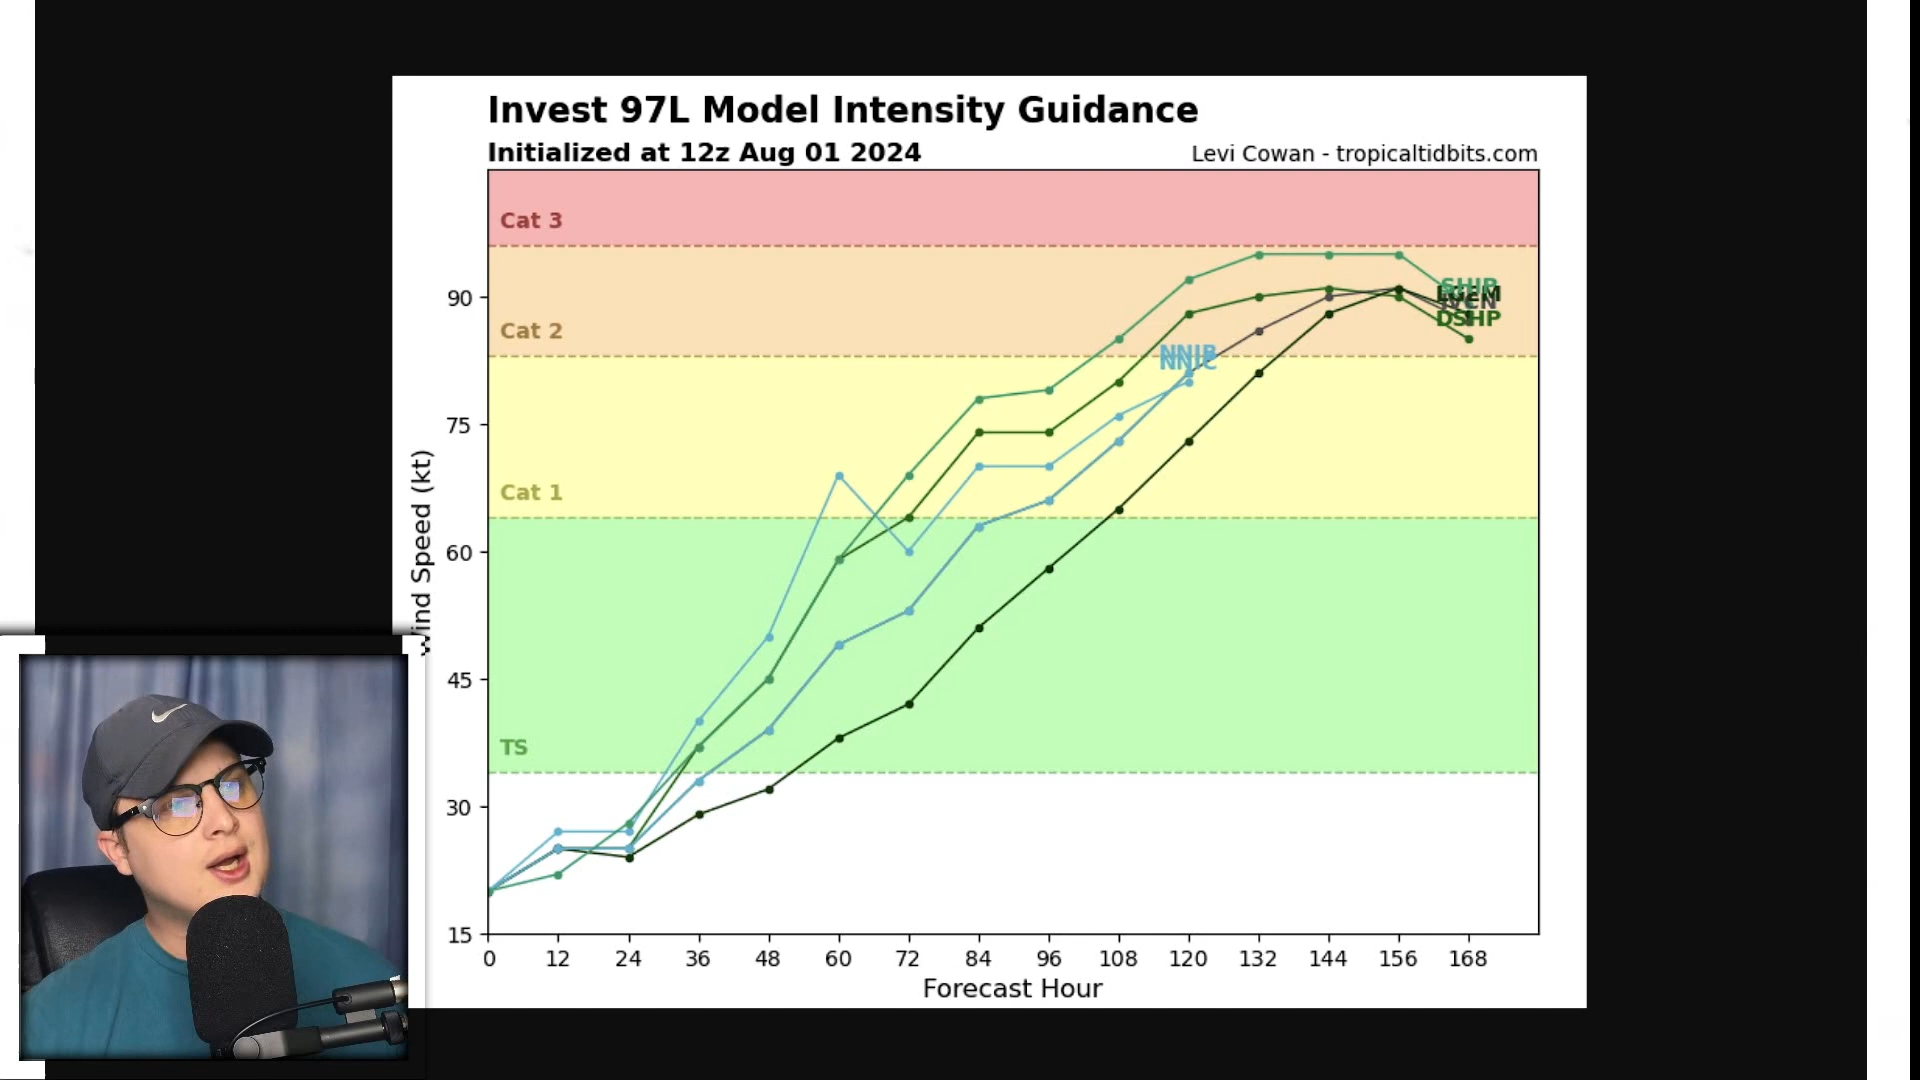 Invest 97L Model Intensity Guidance
Initialized at 12z Aug 01 2024
Levi Cowan - tropicaltidbits.com
Cat 3
Cat 2
Cat 1
TS
SHIP
LGEM
IVCN
DSHP
NNIB
NNIC
90
75
60
45
30
15
Wind Speed (kt)
0 12 24 36 48 60 72 84 96 108 120 132 144 156 168
Forecast Hour